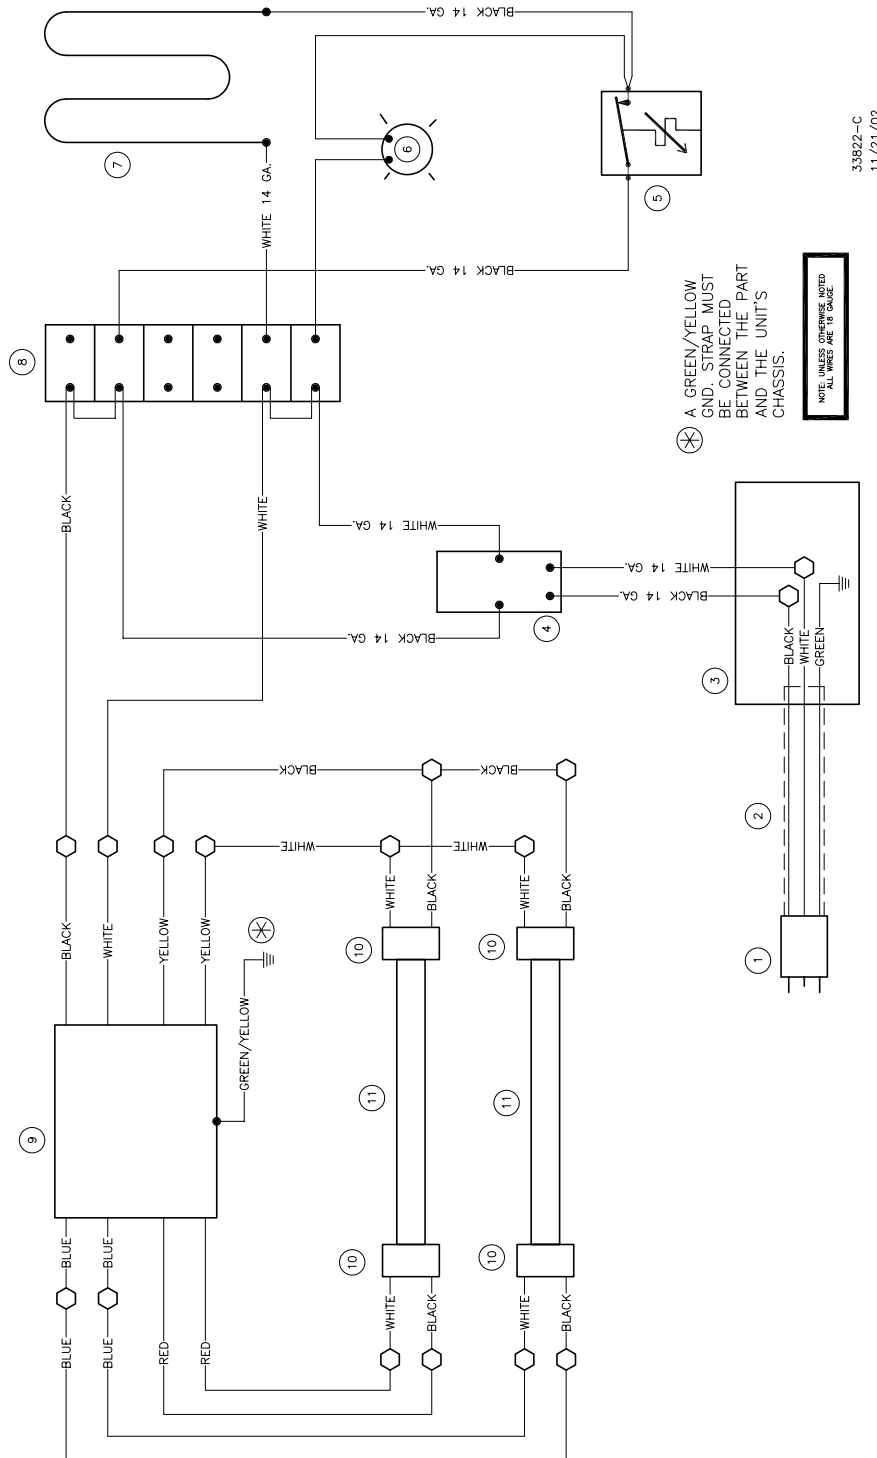 BLACK 14 GA.
7
WHITE 14 GA.
6
5
BLACK 14 GA.
8
33822-C
11/21/02
A GREEN/YELLOW
GND. STRAP MUST
BE CONNECTED
BETWEEN THE PART
AND THE UNIT'S
CHASSIS.
NOTE: UNLESS OTHERWISE NOTED
ALL WIRES ARE 18 GAUGE.
BLACK
WHITE
WHITE 14 GA.
BLACK 14 GA.
4
WHITE 14 GA.
BLACK 14 GA.
3
BLACK
WHITE
GREEN
2
1
BLACK
BLACK
WHITE
WHITE
BLACK
WHITE
YELLOW
YELLOW
WHITE
BLACK
WHITE
BLACK
GREEN/YELLOW
10
10
9
11
11
10
10
BLUE
BLUE
BLUE
BLUE
RED
RED
WHITE
BLACK
WHITE
BLACK